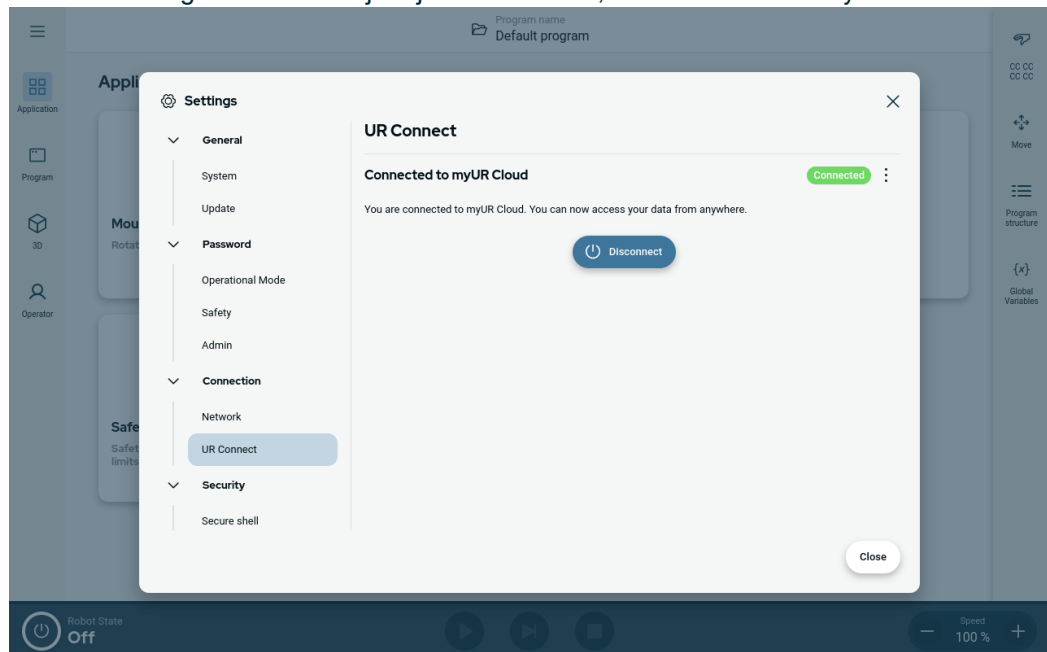 Program name
Default program
CC CC
CC CC
Appli
Settings
Application
General
UR Connect
Move
System
Connected to myUR Cloud
Connected
Program
Update
You are connected to myUR Cloud. You can now access your data from anywhere.
Program
structure
Mou
Rotat
Password
3D
Disconnect
Operational Mode
{x}
Global
Variables
Operator
Safety
Admin
Connection
Network
Safe
Safet
limits
UR Connect
Security
Secure shell
Close
Robot State
Off
Speed
100 %